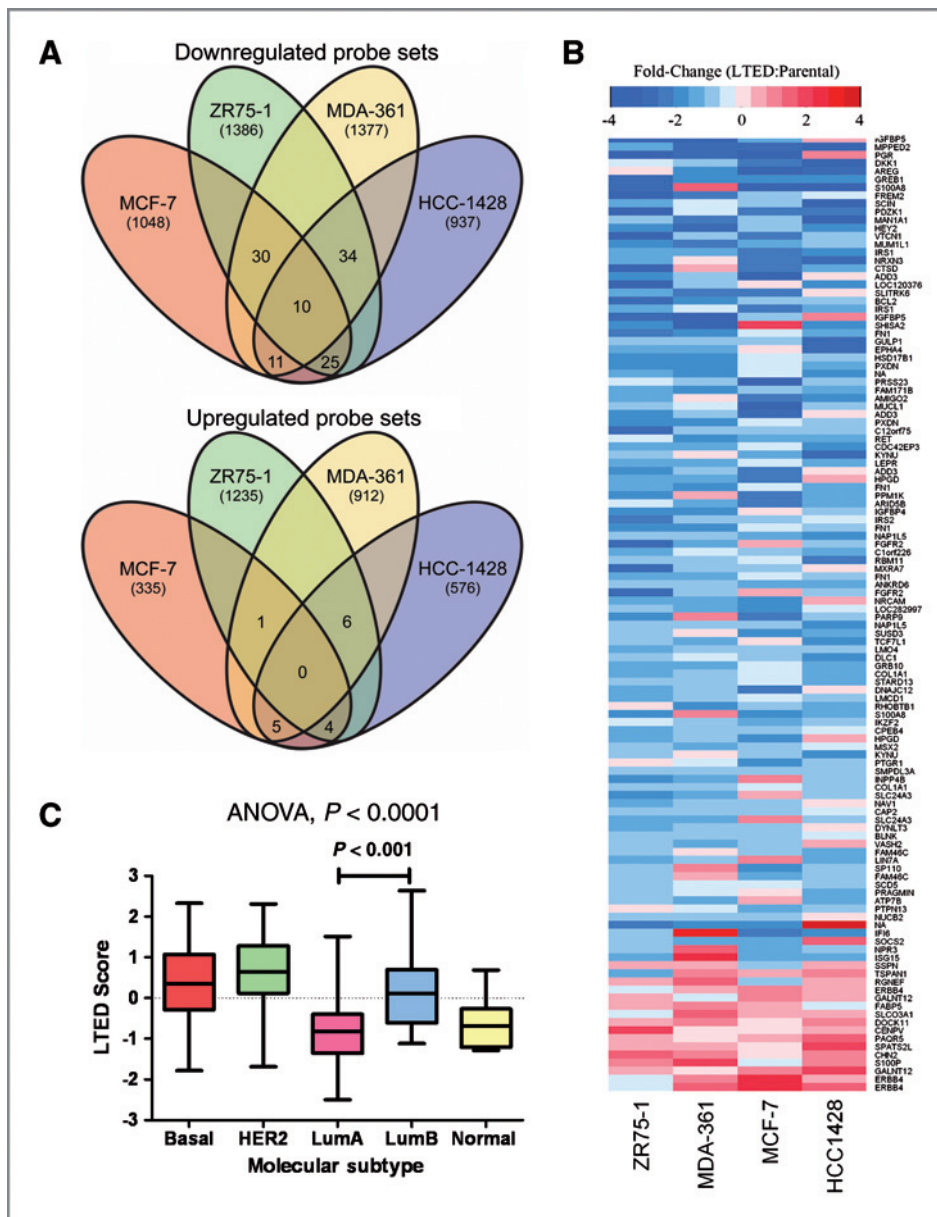 A
Downregulated probe sets
ZR75-1
(1386)
MDA-361
(1377)
MCF-7
(1048)
HCC-1428
(937)
30
34
10
11
25
Upregulated probe sets
ZR75-1
(1235)
MDA-361
(912)
MCF-7
(335)
HCC-1428
(576)
1
6
0
5
4
B
Fold-Change (LTED:Parental)
-4
-2
0
2
4
IGFBP5
MPPED2
PGR
DKK1
AREG
GREB1
S100A8
FREM2
SCIN
PDZK1
MAN1A1
HEY2
VTCN1
MUM1L1
IRS1
NRXN3
CTSD
ADD3
LOC120376
SLITRK6
BCL2
IRS1
IGFBP5
SHISA2
FN1
GULP1
EPHA4
HSD17B1
PXDN
NA
PRSS23
FAM171B
AMIGO2
MUCL1
ADD3
PXDN
C12orf75
RET
CDC42EP3
KYNU
LEPR
ADD3
HPGD
FN1
PPM1K
ARID5B
IGFBP4
IRS2
FN1
NAP1L5
FGFR2
C1orf226
RBM11
MXRA7
FN1
ANKRD6
FGFR2
NRCAM
LOC282997
PARP9
NAP1L5
SUSD3
TCF7L1
LMO4
DLC1
GRB10
COL1A1
STARD13
DNAJC12
LMCD1
RHOBTB1
S100A8
IKZF2
CPEB4
HPGD
MSX2
KYNU
PTGR1
SMPDL3A
INPP4B
COL1A1
SLC24A3
NAV1
CAP2
SLC24A3
DYNLT3
BLNK
VASH2
FAM46C
LIN7A
SP110
FAM46C
SCD5
PRAGMIN
ATP7B
PTPN13
NUCB2
NA
IFI6
SOCS2
NPR3
ISG15
SSPN
TSPAN1
RGNEF
ERBB4
GALNT12
FABP5
SLCO3A1
DOCK11
CENPV
PAQR5
SPATS2L
CHN2
S100P
GALNT12
ERBB4
ERBB4
ZR75-1
MDA-361
MCF-7
HCC1428
C
ANOVA, P < 0.0001
P < 0.001
3
2
1
0
-1
-2
-3
LTED Score
Basal
HER2
LumA
LumB
Normal
Molecular subtype